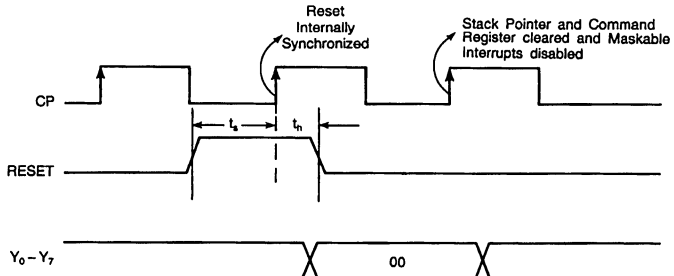 Reset
Internally
Synchronized
Stack Pointer and Command
Register cleared and Maskable
Interrupts disabled
CP
ts
th
RESET
Y0 – Y7
00